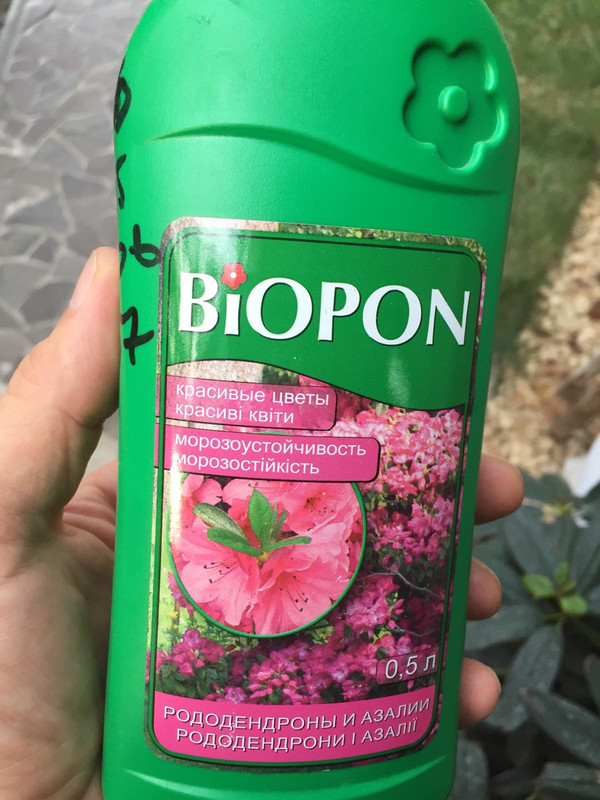 BiOPON
красивые цветы
красиві квіти
морозоустойчивость
морозостійкість
0,5 л
РОДОДЕНДРОНЫ И АЗАЛИИ
РОДОДЕНДРОНИ І АЗАЛІЇ